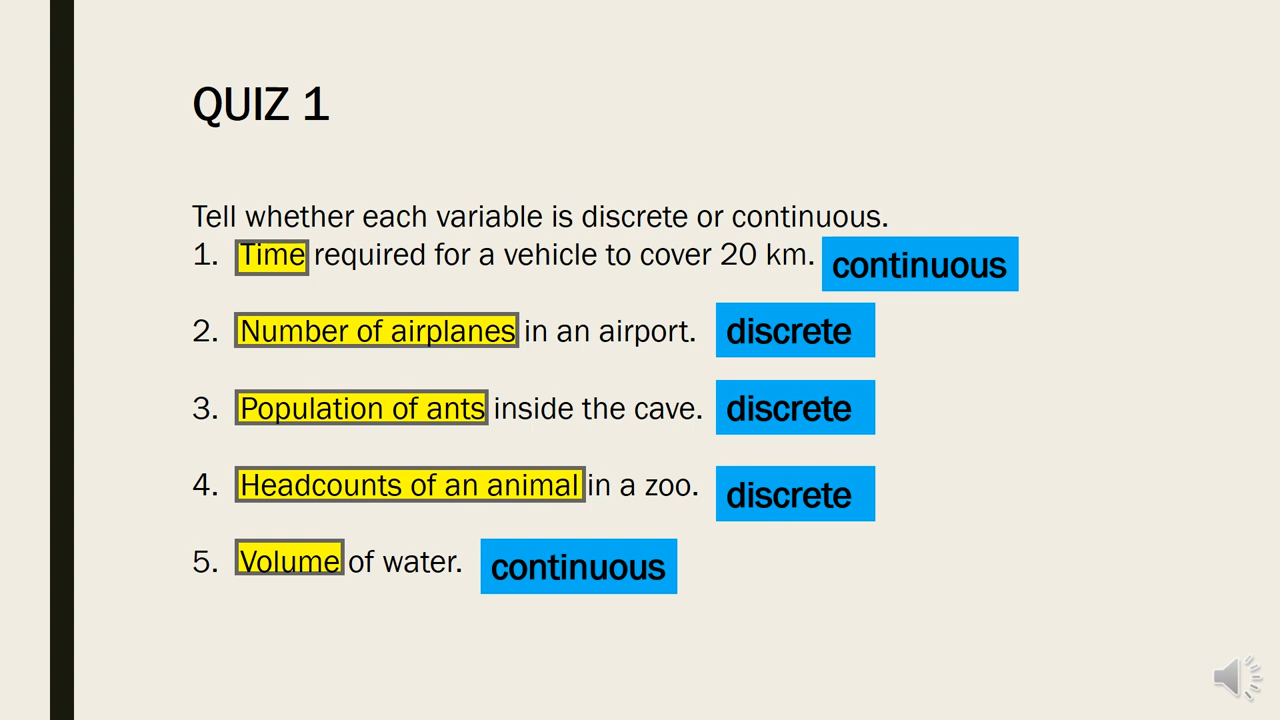 QUIZ 1
Tell whether each variable is discrete or continuous.
1. Time required for a vehicle to cover 20 km. continuous
2. Number of airplanes in an airport. discrete
3. Population of ants inside the cave. discrete
4. Headcounts of an animal in a zoo. discrete
5. Volume of water. continuous